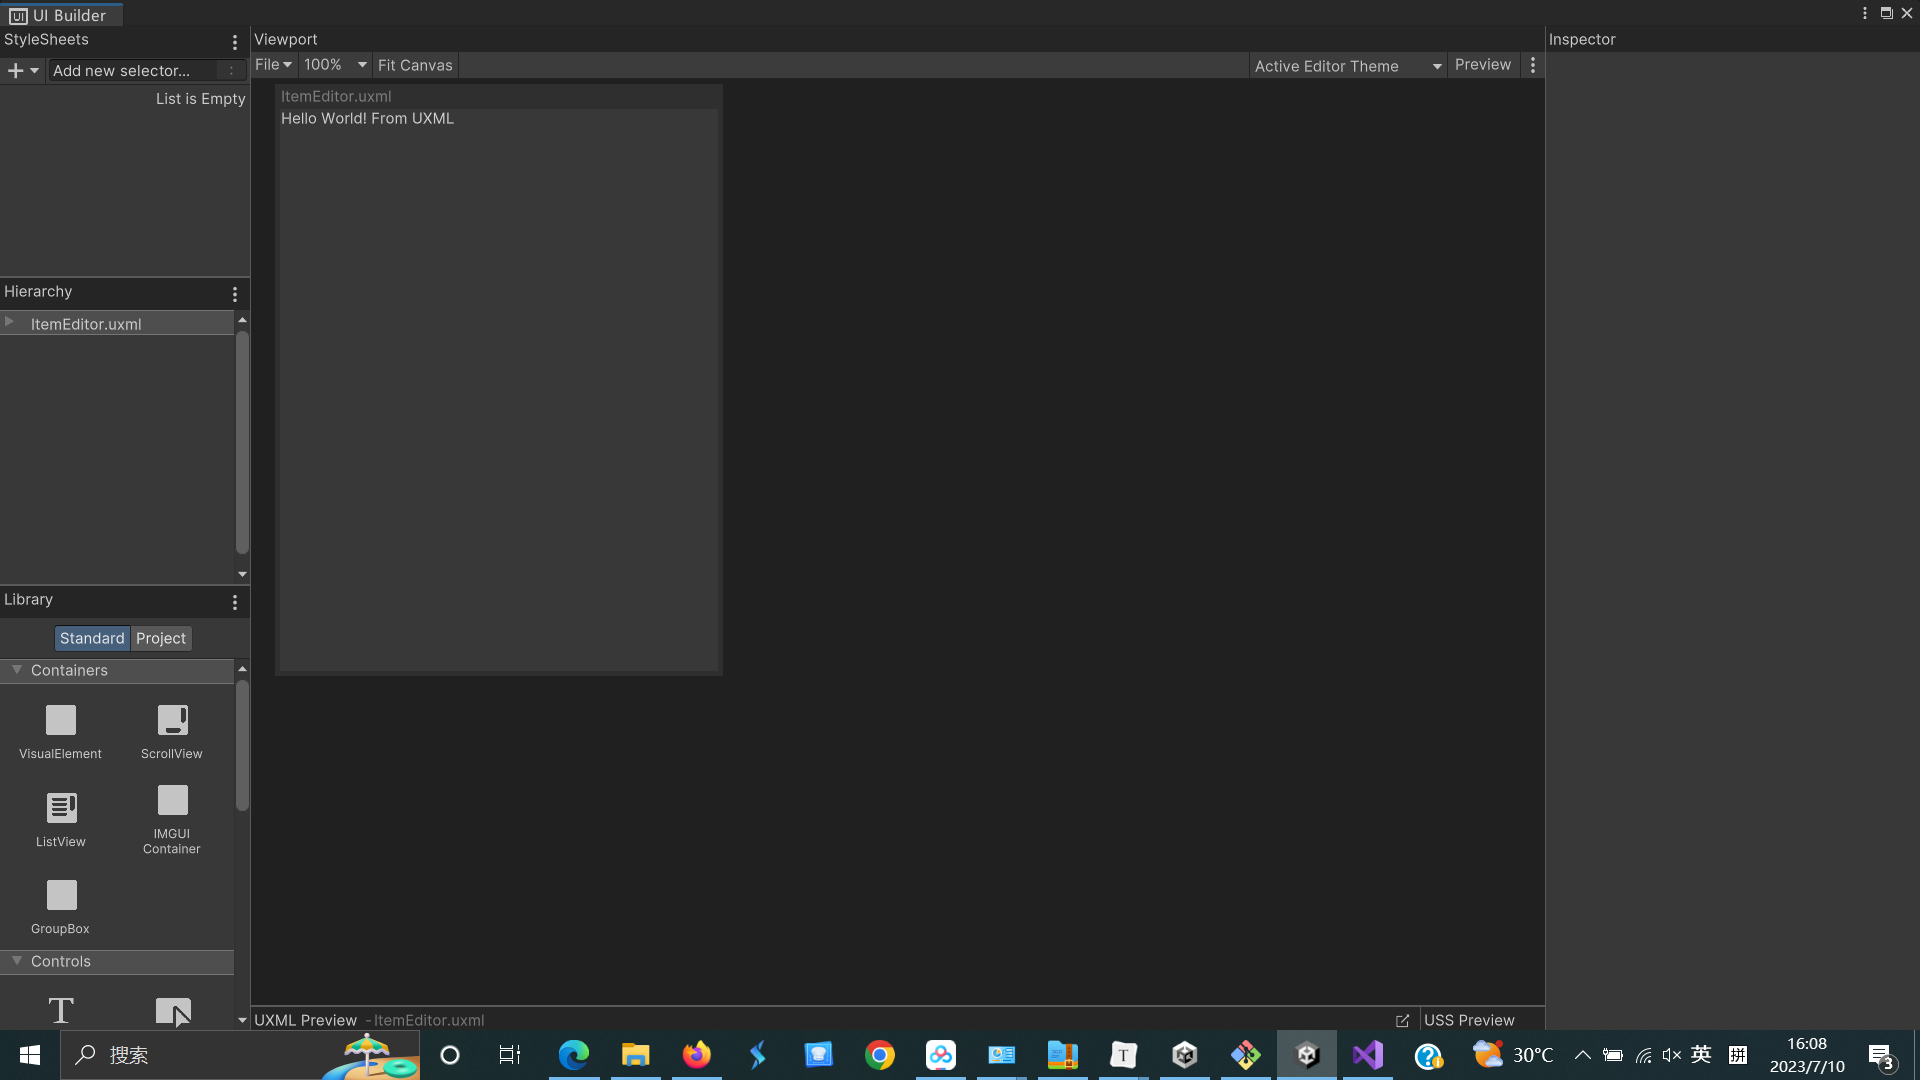 UI Builder
StyleSheets
Add new selector...
List is Empty
Viewport
File
100%
Fit Canvas
Active Editor Theme
Preview
Inspector
ItemEditor.uxml
Hello World! From UXML
Hierarchy
ItemEditor.uxml
Library
Standard
Project
Containers
VisualElement
ScrollView
ListView
IMGUI
Container
GroupBox
Controls
UXML Preview - ItemEditor.uxml
USS Preview
搜索
30°C
英
拼
16:08
2023/7/10
3